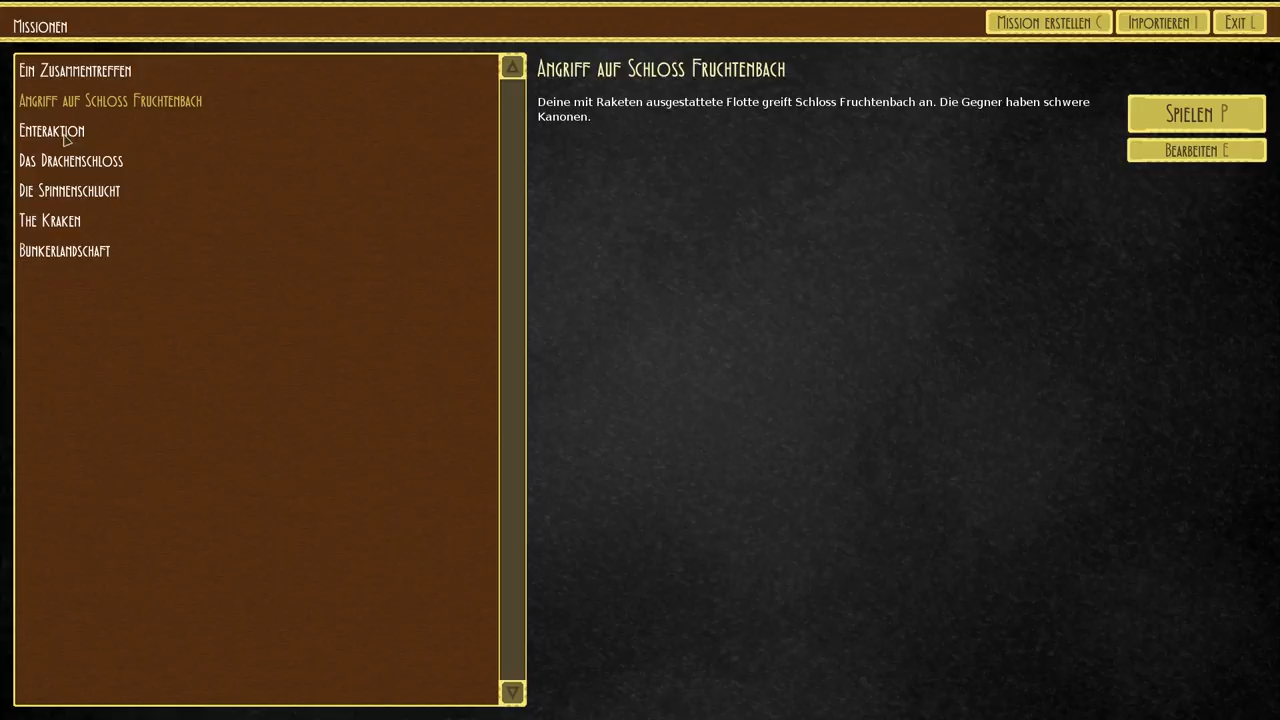 Missionen
Mission erstellen C
Importieren I
Exit L
Ein Zusammentreffen
Angriff auf Schloss Fruchtenbach
Enteraktion
Das Drachenschloss
Die Spinnenschlucht
The Kraken
Bunkerlandschaft
Angriff auf Schloss Fruchtenbach
Deine mit Raketen ausgestattete Flotte greift Schloss Fruchtenbach an. Die Gegner haben schwere
Kanonen.
Spielen P
Bearbeiten E